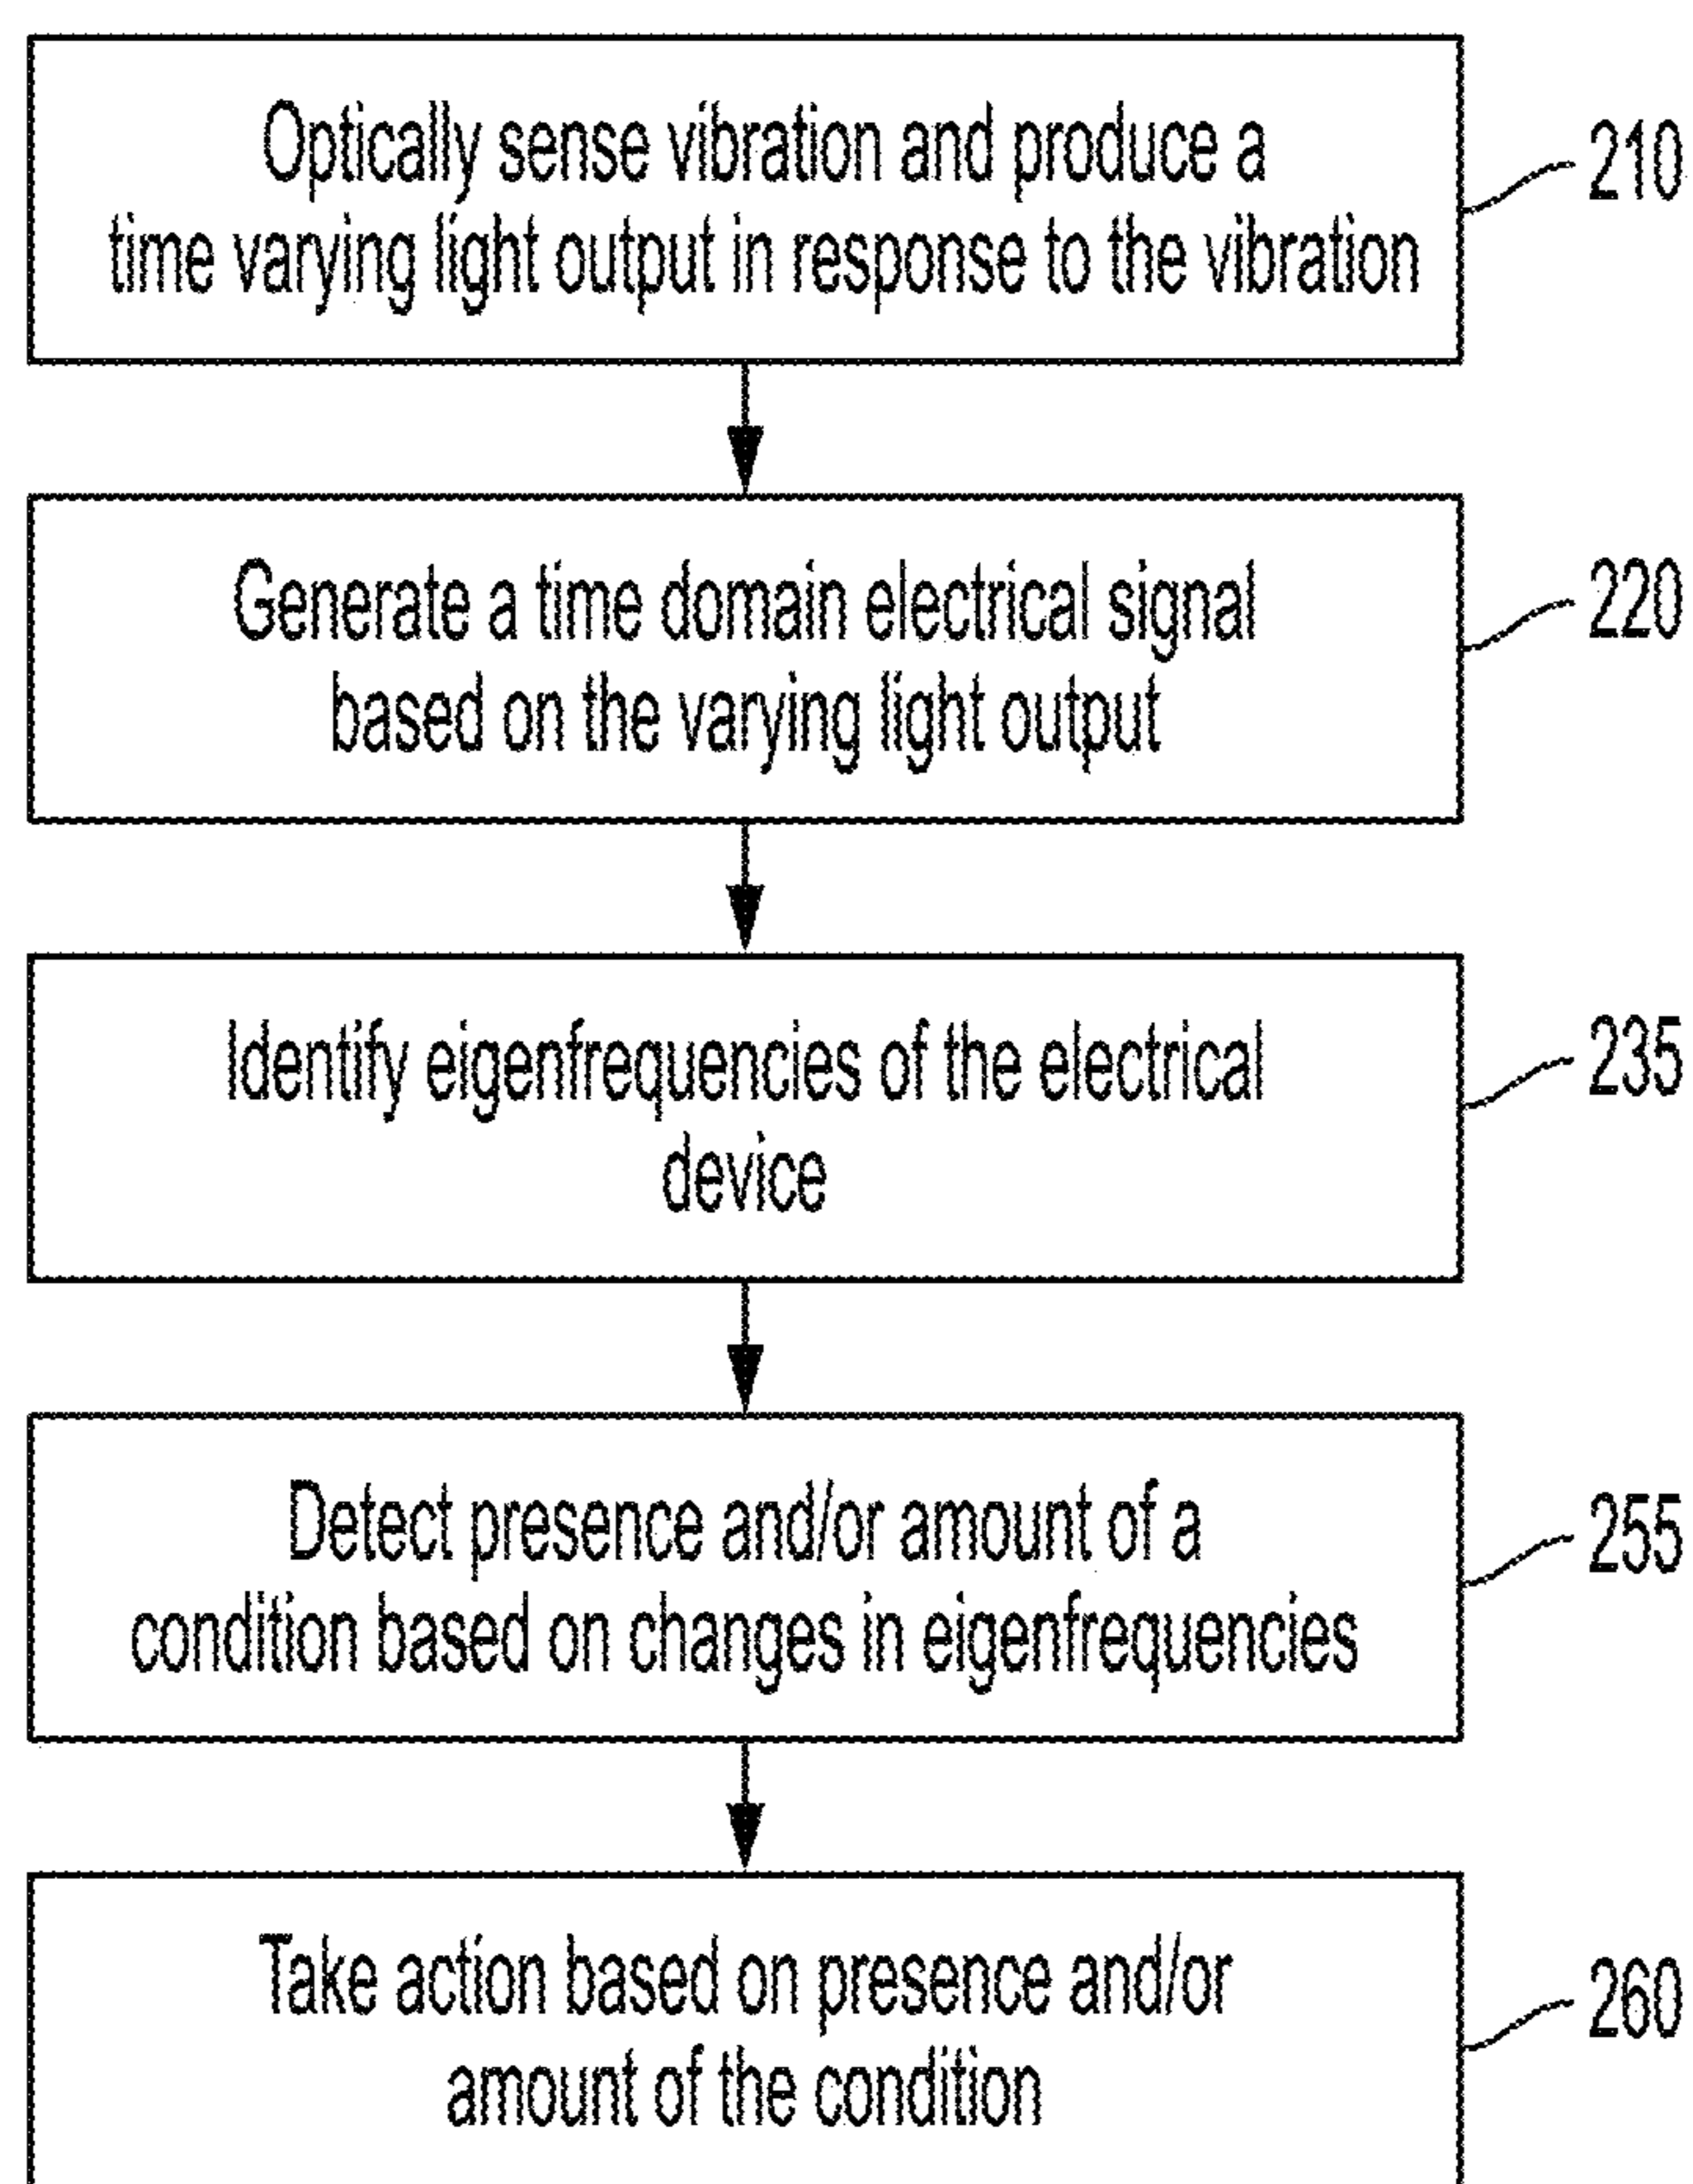 Optically sense vibration and produce a
time varying light output in response to the vibration
210
Generate a time domain electrical signal
based on the varying light output
220
Identify eigenfrequencies of the electrical
device
235
Detect presence and/or amount of a
condition based on changes in eigenfrequencies
255
Take action based on presence and/or
amount of the condition
260